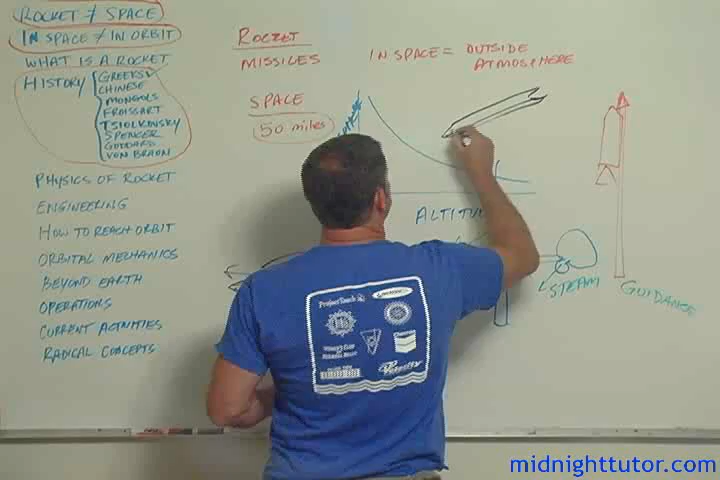 ROCKET ≠ SPACE
IN SPACE ≠ IN ORBIT
WHAT IS A ROCKET
HISTORY
GREEKS
CHINESE
MONGOLS
FROISSART
TSIOLKONSKY
SPENCER
GODDARD
VON BRAUN
PHYSICS OF ROCKET
ENGINEERING
HOW TO REACH ORBIT
ORBITAL MECHANICS
BEYOND EARTH
OPERATIONS
CURRENT ACTIVITIES
RADICAL CONCEPTS
ROCKET
MISSILES
SPACE
50 miles
IN SPACE = OUTSIDE
ATMOSPHERE
STEAM
GUIDANCE
midnighttutor.com